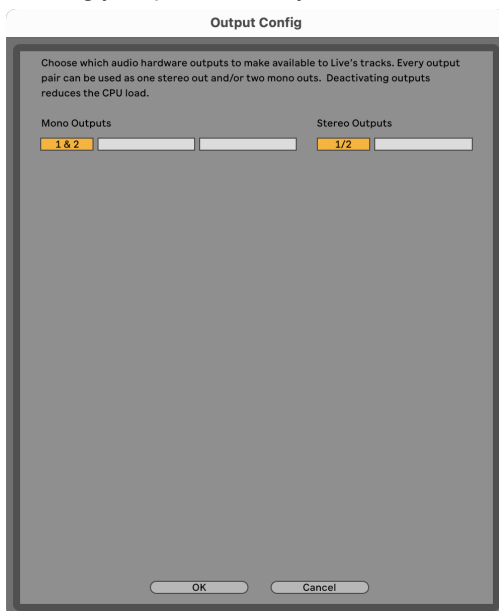 Output Config
Choose which audio hardware outputs to make available to Live's tracks. Every output
pair can be used as one stereo out and/or two mono outs. Deactivating outputs
reduces the CPU load.
Mono Outputs
Stereo Outputs
1 & 2
1/2
OK
Cancel